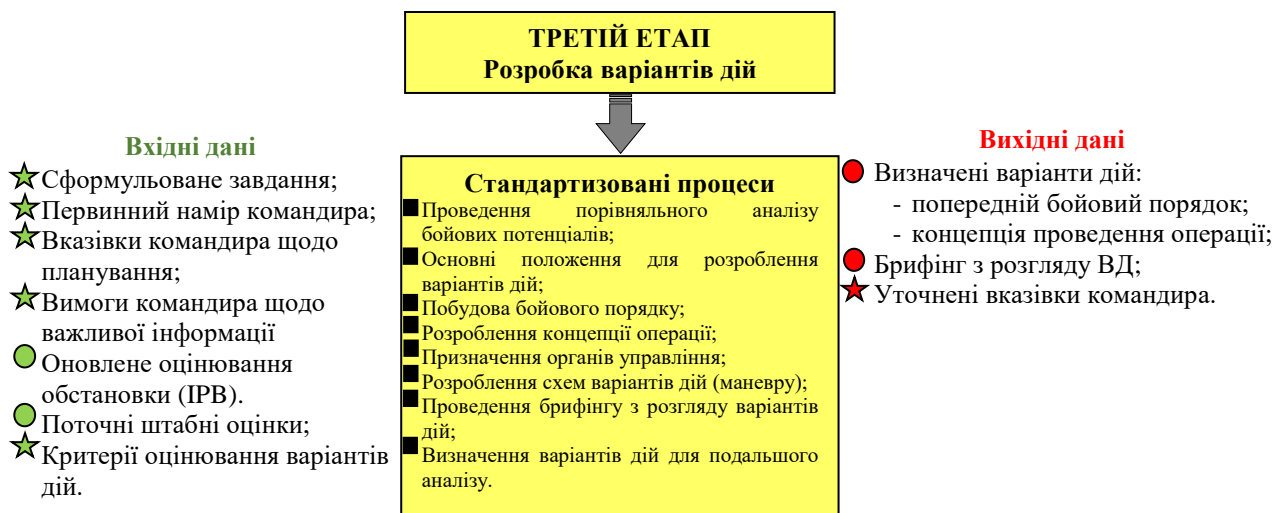 ТРЕТІЙ ЕТАП
Розробка варіантів дій
Вхідні дані
Сформульоване завдання;
Первинний намір командира;
Вказівки командира щодо
планування;
Вимоги командира щодо
важливої інформації
Оновлене оцінювання
обстановки (ІРВ).
Поточні штабні оцінки;
Критерії оцінювання варіантів
дій.
Стандартизовані процеси
Проведення порівняльного аналізу
бойових потенціалів;
Основні положення для розроблення
варіантів дій;
Побудова бойового порядку;
Розроблення концепції операції;
Призначення органів управління;
Розроблення схем варіантів дій (маневру);
Проведення брифінгу з розгляду варіантів
дій;
Визначення варіантів дій для подальшого
аналізу.
Вихідні дані
Визначені варіанти дій:
- попередній бойовий порядок;
- концепція проведення операції;
Брифінг з розгляду ВД;
Уточнені вказівки командира.